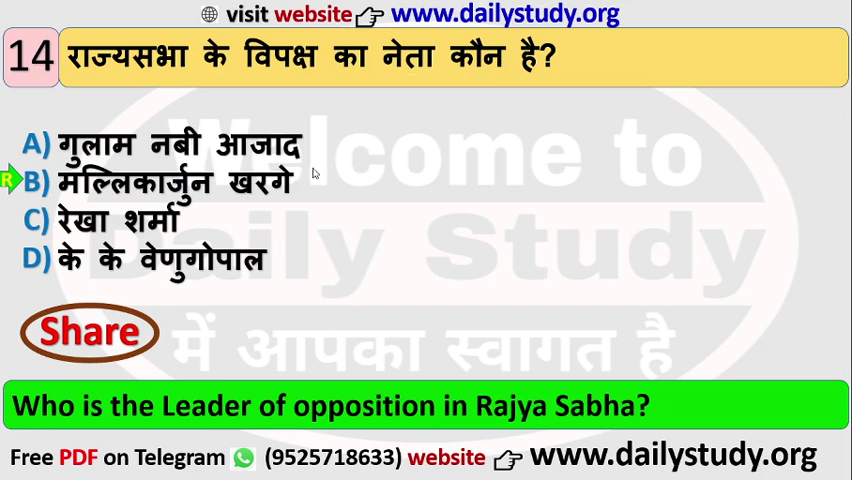 visit website www.dailystudy.org
14 राज्यसभा के विपक्ष का नेता कौन है?
A) गुलाम नबी आजाद
R B) मल्लिकार्जुन खरगे
C) रेखा शर्मा
D) के के वेणुगोपाल
Welcome to
Daily Study
में आपका स्वागत है
Share
Who is the Leader of opposition in Rajya Sabha?
Free PDF on Telegram (9525718633) website www.dailystudy.org